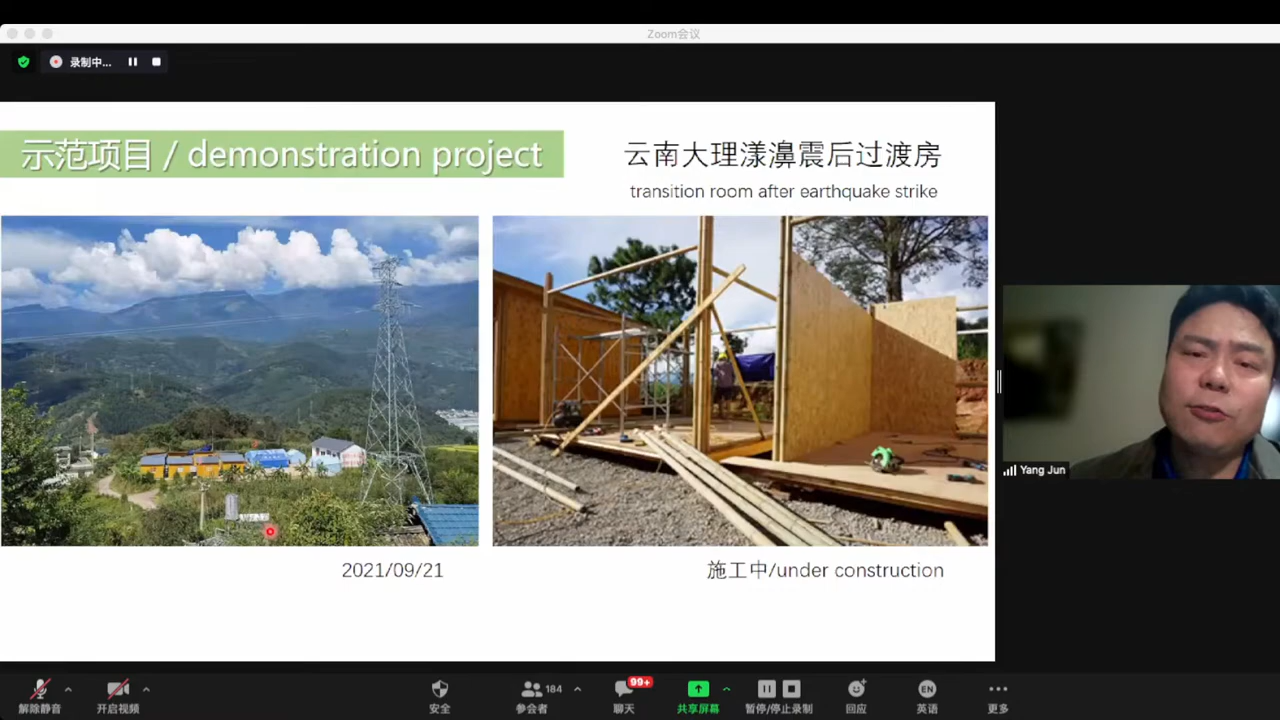 Zoom会议
录制中...
示范项目 / demonstration project
云南大理漾濞震后过渡房
transition room after earthquake strike
2021/09/21
施工中/under construction
Yang Jun
184
99+
EN
解除静音
开启视频
安全
参会者
聊天
共享屏幕
暂停/停止录制
回应
英语
更多